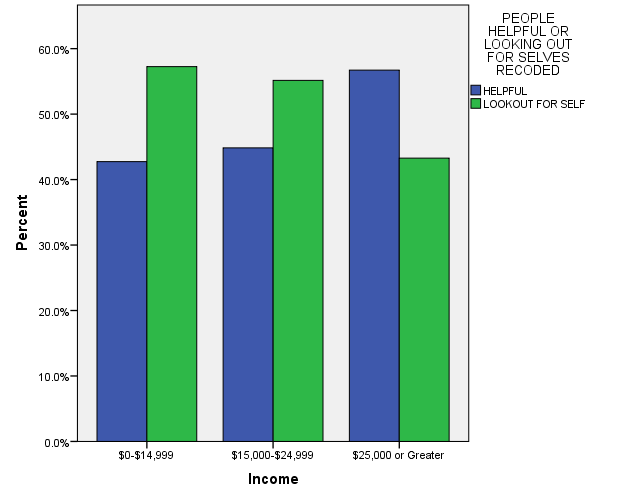 PEOPLE
HELPFUL OR
LOOKING OUT
FOR SELVES
RECODED
HELPFUL
LOOKOUT FOR SELF
60.0%
50.0%
40.0%
30.0%
20.0%
10.0%
0.0%
Percent
$0-$14,999
$15,000-$24,999
$25,000 or Greater
Income